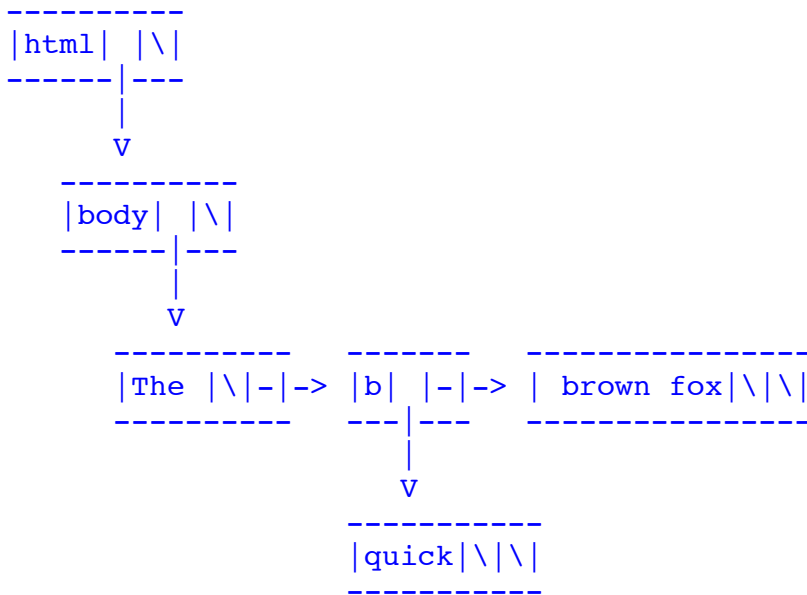 ----------
|html| |\|
------|---
      |
      v
   ----------
   |body| |\|
   ------|---
         |
         v
      ----------   -------   ----------------
      |The |\|-|-> |b| |-|-> | brown fox|\|\|
      ----------   ---|---   ----------------
                      |
                      v
                   -----------
                   |quick|\|\|
                   -----------